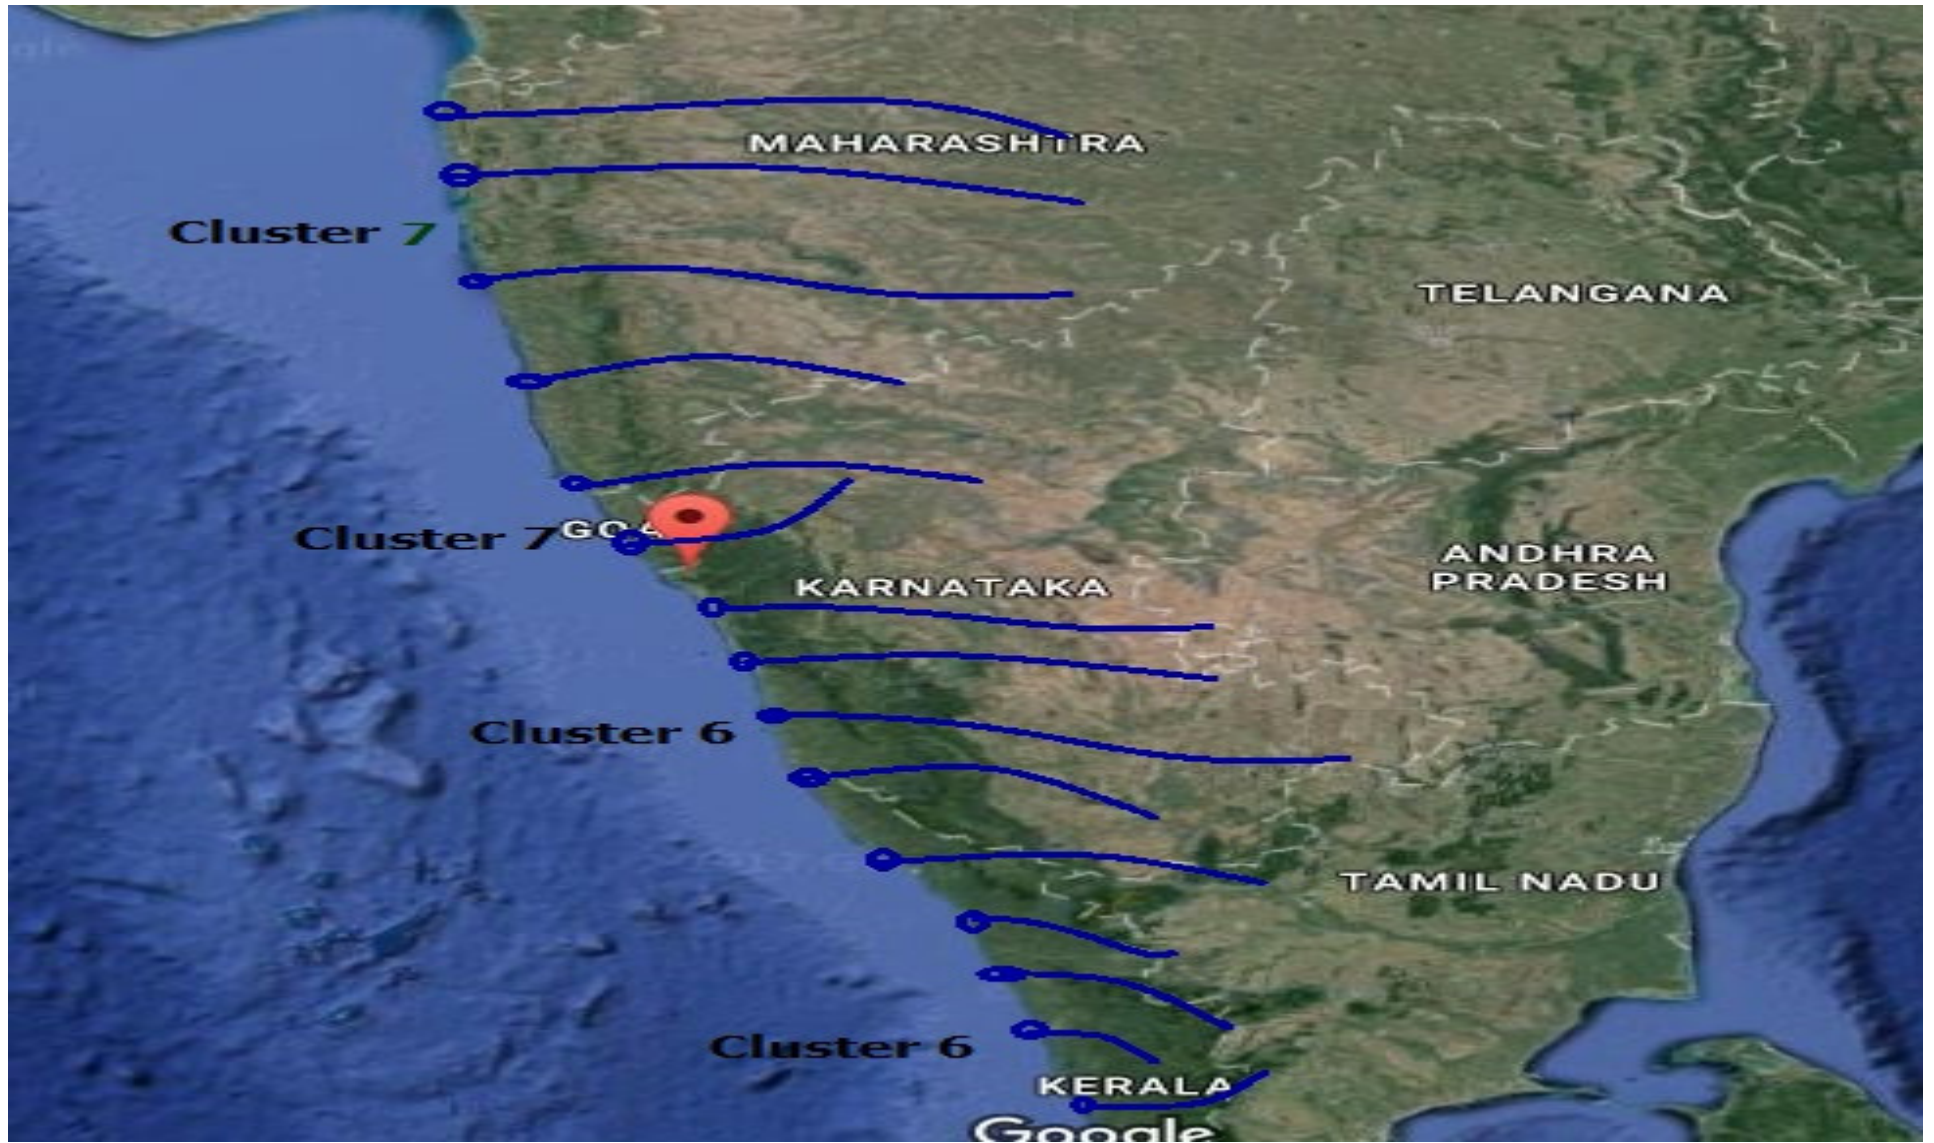 MAHARASHTRA
Cluster 7
TELANGANA
Cluster 7
GOA
ANDHRA
PRADESH
KARNATAKA
Cluster 6
TAMIL NADU
Cluster 6
KERALA
Google